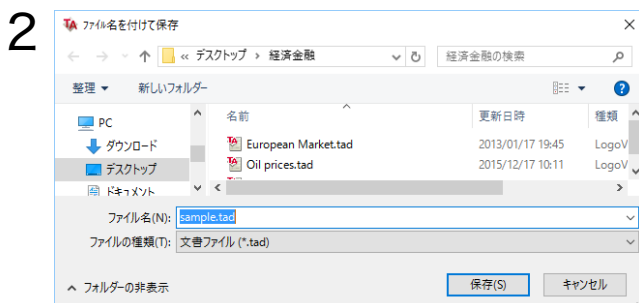 2
ファイル名を付けて保存
« デスクトップ › 経済金融
経済金融の検索
整理 新しいフォルダー
名前 更新日時 種類
PC
ダウンロード
デスクトップ
ドキュメント
European Market.tad 2013/01/17 19:45 LogoV
Oil prices.tad 2015/12/17 10:11 LogoV
ファイル名(N): sample.tad
ファイルの種類(T): 文書ファイル (*.tad)
フォルダーの非表示 保存(S) キャンセル